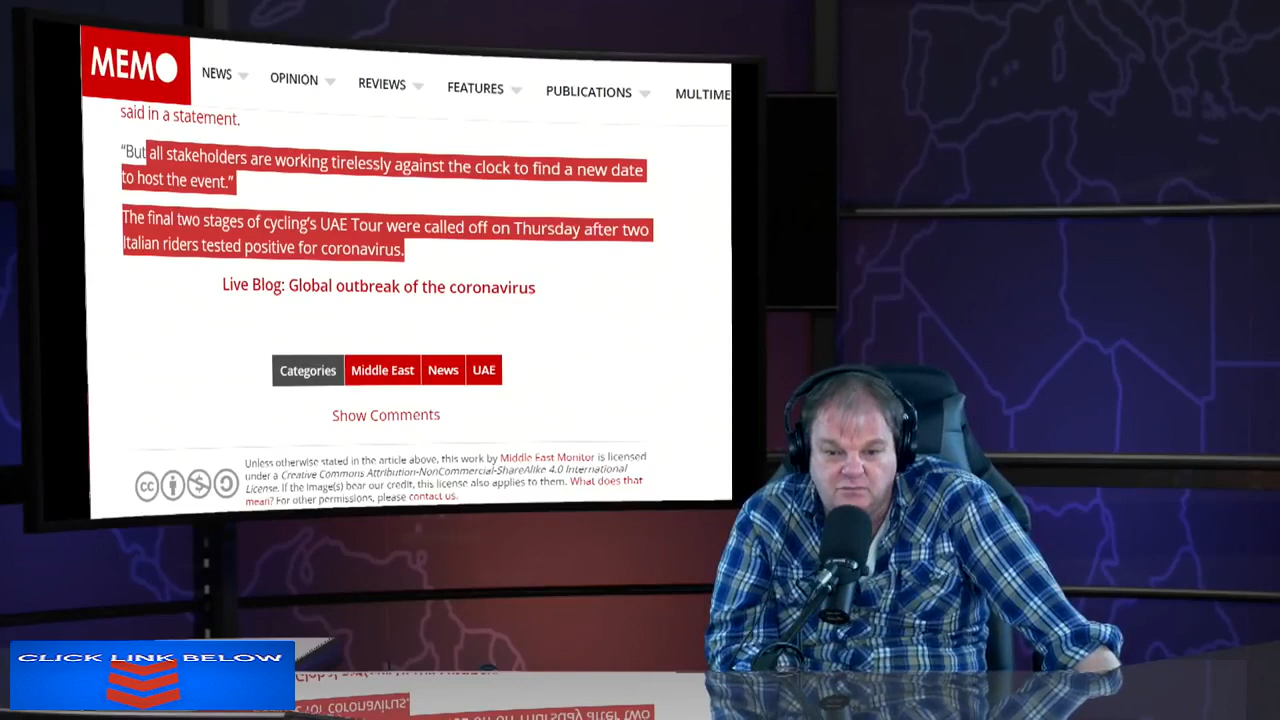 MEMO
NEWS OPINION REVIEWS FEATURES PUBLICATIONS MULTIME
said in a statement.
“But all stakeholders are working tirelessly against the clock to find a new date
to host the event.”
The final two stages of cycling’s UAE Tour were called off on Thursday after two
Italian riders tested positive for coronavirus.
Live Blog: Global outbreak of the coronavirus
Categories Middle East News UAE
Show Comments
Unless otherwise stated in the article above, this work by Middle East Monitor is licensed
under a Creative Commons Attribution-NonCommercial-ShareAlike 4.0 International
License. If the image(s) bear our credit, this license also applies to them. What does that
mean? For other permissions, please contact us.
cc
CLICK LINK BELOW